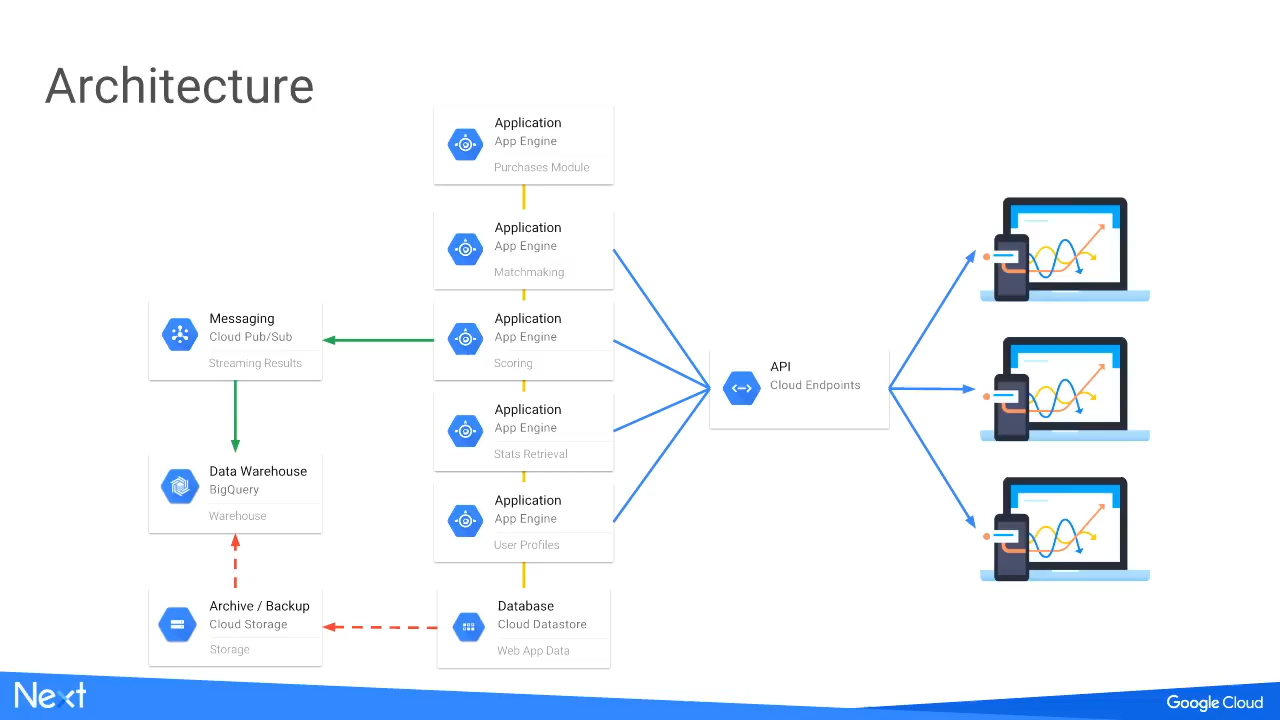 Architecture
Application
App Engine
Purchases Module
Application
App Engine
Matchmaking
Messaging
Cloud Pub/Sub
Streaming Results
Application
App Engine
Scoring
API
Cloud Endpoints
Application
App Engine
Stats Retrieval
Data Warehouse
BigQuery
Warehouse
Application
App Engine
User Profiles
Archive / Backup
Cloud Storage
Storage
Database
Cloud Datastore
Web App Data
Next
Google Cloud